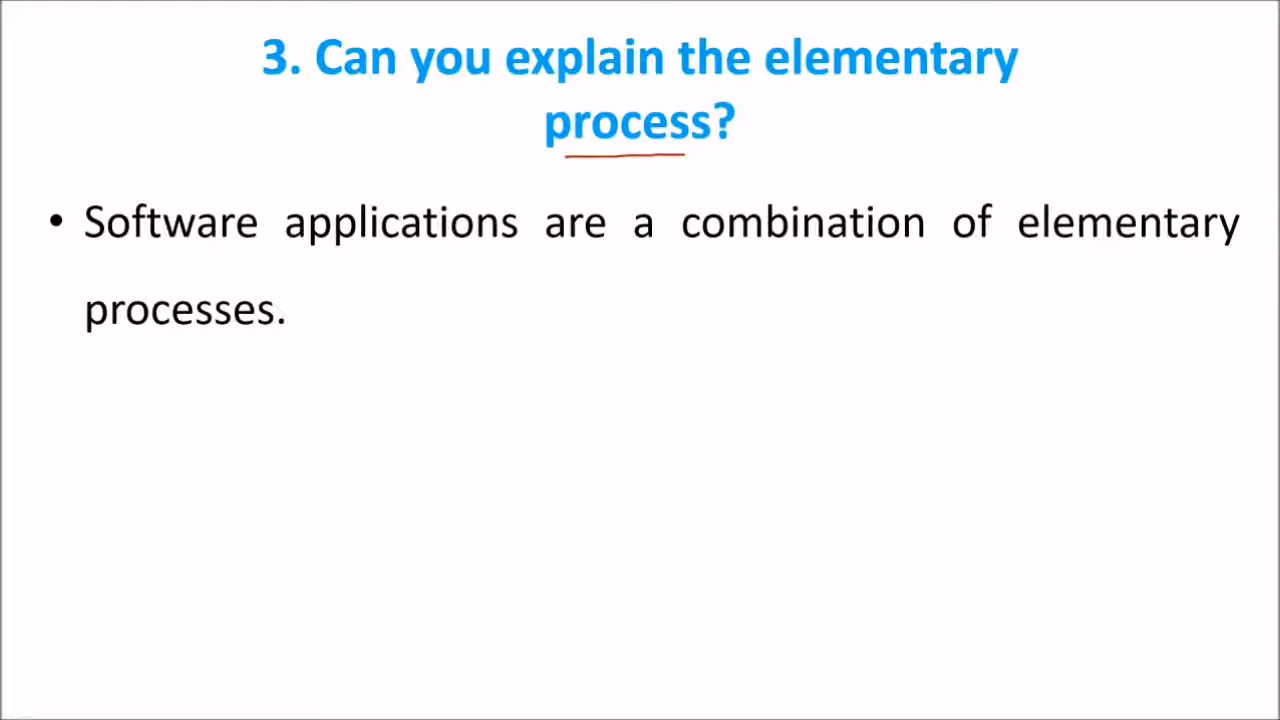 3. Can you explain the elementary
process?
• Software applications are a combination of elementary
processes.